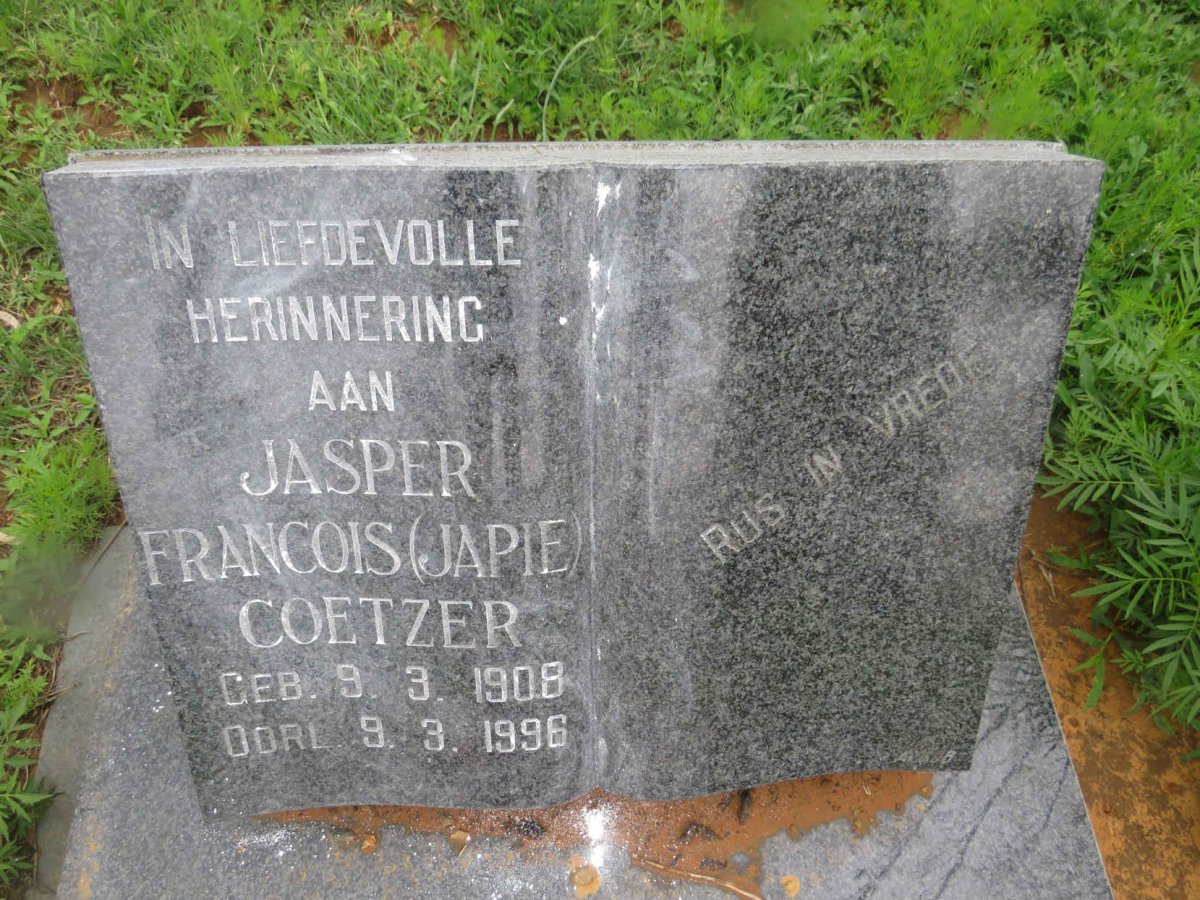 IN LIEFDEVOLLE
HERINNERING
AAN
JASPER
FRANCOIS (JAPIE)
COETZER
GEB. 9. 3. 1908
OORL. 9. 3. 1996
RUS IN VREDE